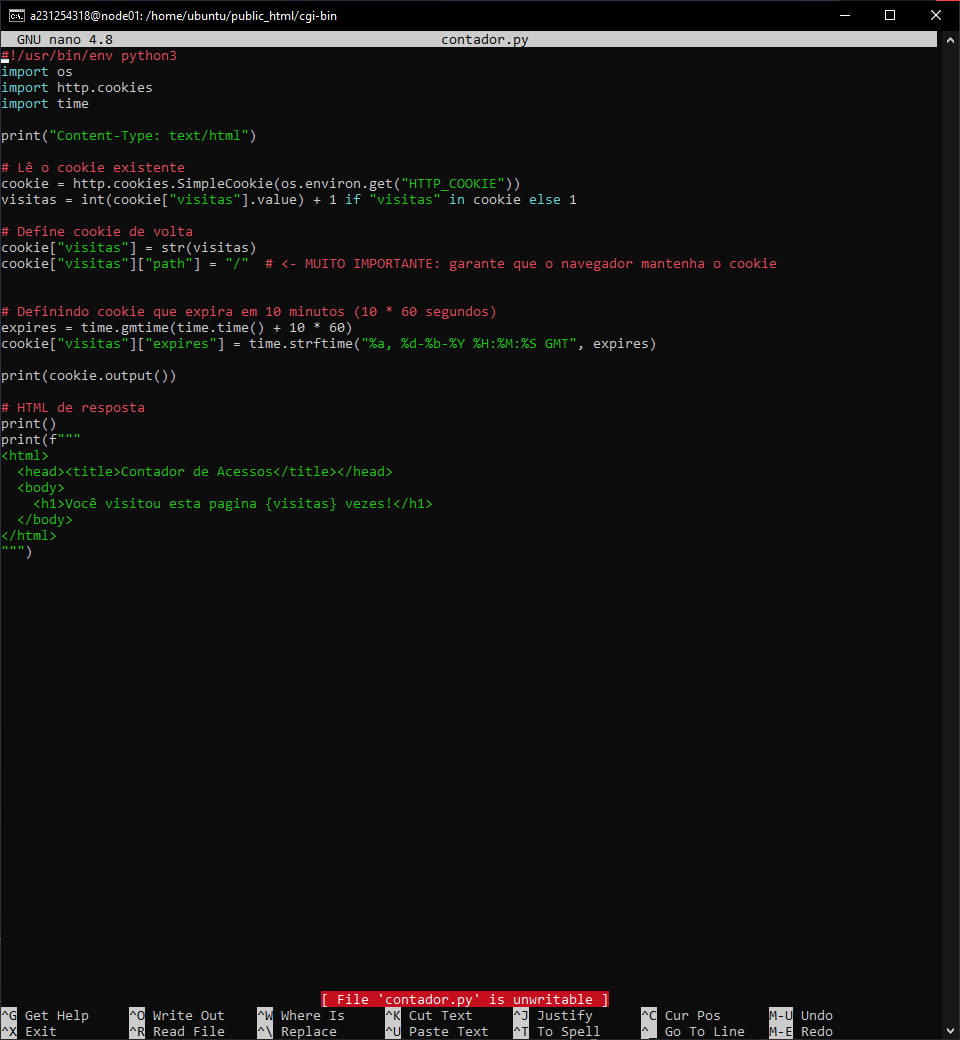 a231254318@node01: /home/ubuntu/public_html/cgi-bin
GNU nano 4.8 contador.py
#!/usr/bin/env python3
import os
import http.cookies
import time

print("Content-Type: text/html")

# Lê o cookie existente
cookie = http.cookies.SimpleCookie(os.environ.get("HTTP_COOKIE"))
visitas = int(cookie["visitas"].value) + 1 if "visitas" in cookie else 1

# Define cookie de volta
cookie["visitas"] = str(visitas)
cookie["visitas"]["path"] = "/"  # <- MUITO IMPORTANTE: garante que o navegador mantenha o cookie


# Definindo cookie que expira em 10 minutos (10 * 60 segundos)
expires = time.gmtime(time.time() + 10 * 60)
cookie["visitas"]["expires"] = time.strftime("%a, %d-%b-%Y %H:%M:%S GMT", expires)

print(cookie.output())

# HTML de resposta
print()
print(f"""
<html>
  <head><title>Contador de Acessos</title></head>
  <body>
    <h1>Você visitou esta pagina {visitas} vezes!</h1>
  </body>
</html>
""")
[ File 'contador.py' is unwritable ]
^G Get Help ^O Write Out ^W Where Is ^K Cut Text ^J Justify ^C Cur Pos M-U Undo
^X Exit ^R Read File ^\ Replace ^U Paste Text ^T To Spell ^_ Go To Line M-E Redo